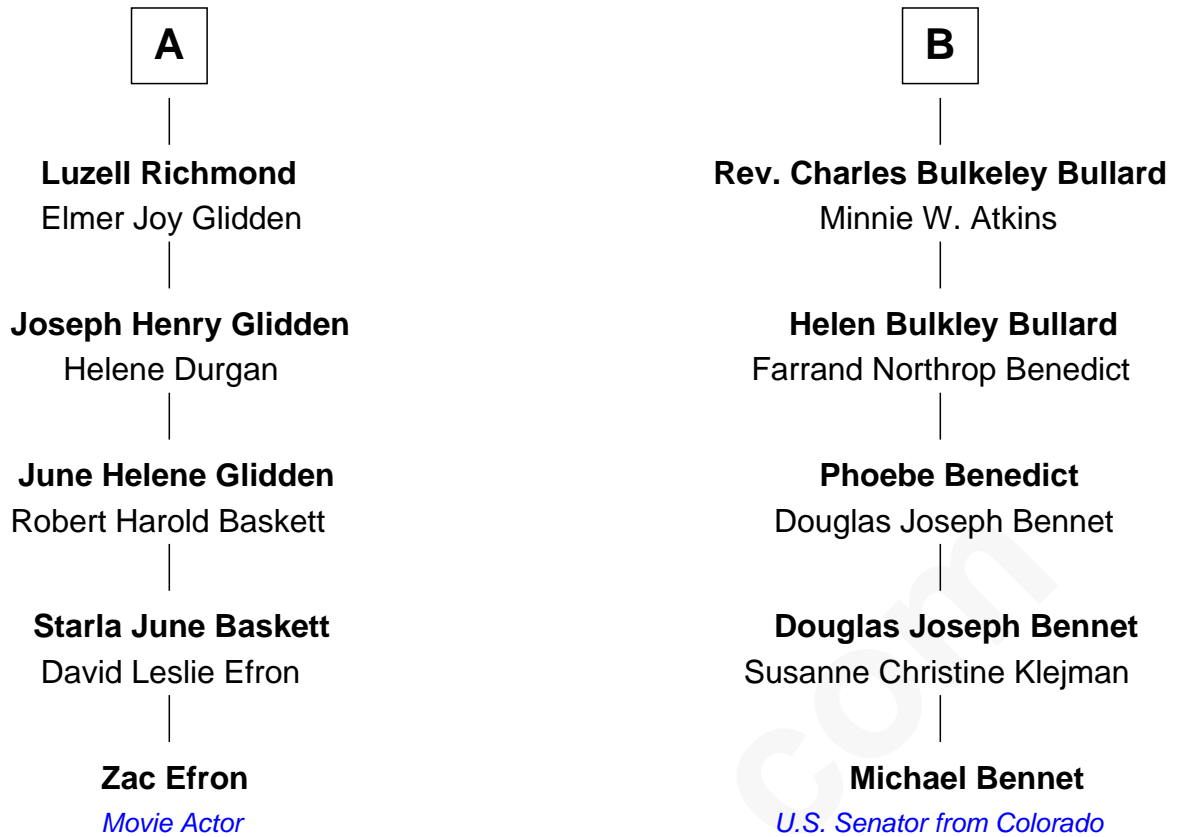 A
B
Luzell Richmond
Elmer Joy Glidden
Rev. Charles Bulkeley Bullard
Minnie W. Atkins
Joseph Henry Glidden
Helene Durgan
Helen Bulkley Bullard
Farrand Northrop Benedict
June Helene Glidden
Robert Harold Baskett
Phoebe Benedict
Douglas Joseph Bennet
Starla June Baskett
David Leslie Efron
Douglas Joseph Bennet
Susanne Christine Klejman
Zac Efron
Movie Actor
Michael Bennet
U.S. Senator from Colorado
com